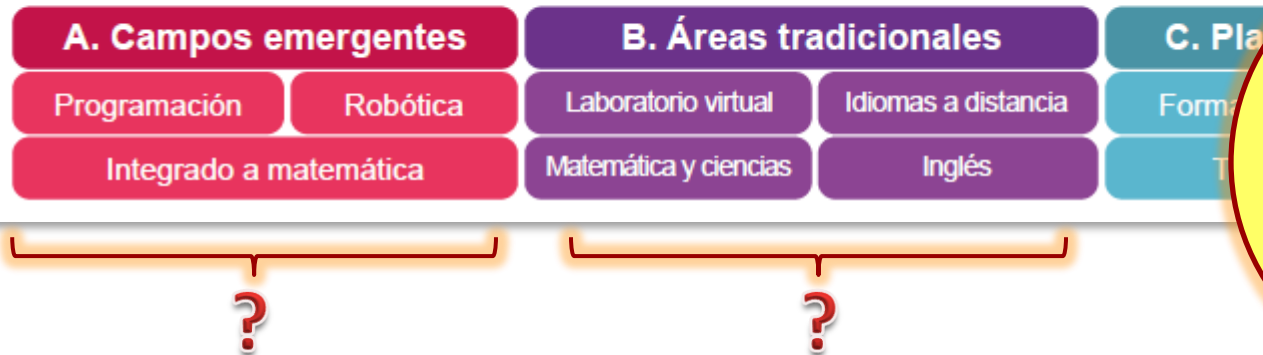 A. Campos emergentes B. Áreas tradicionales C.
Programación Robótica Laboratorio virtual Idiomas a distancia
Integrado a matemática Matemática y ciencias Inglés
? ?